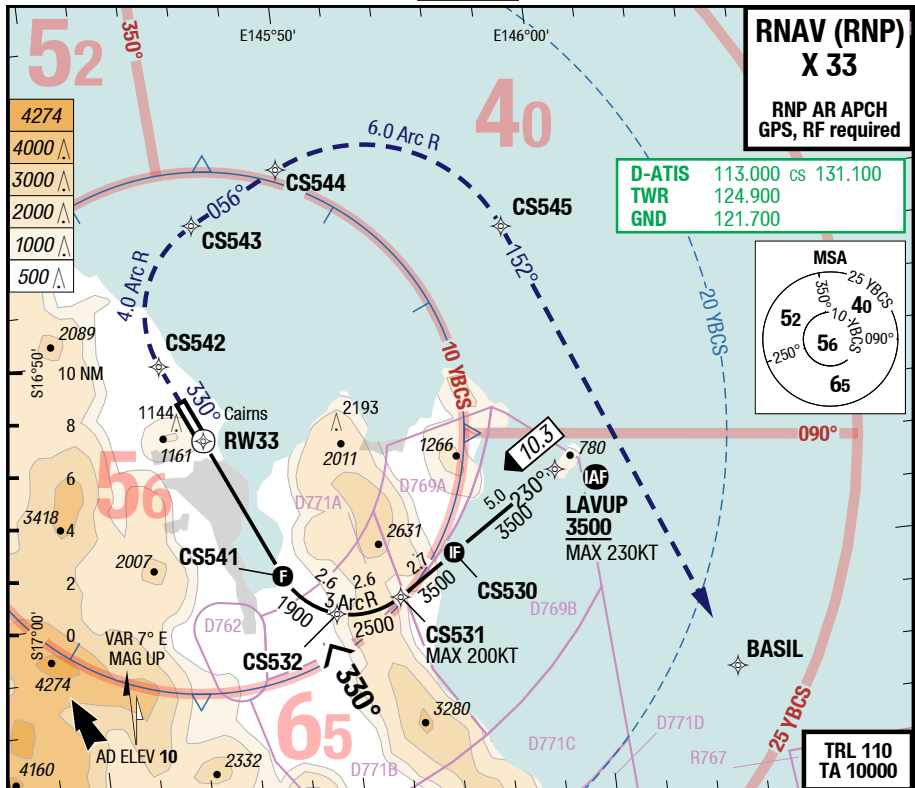 RNAV (RNP)
X 33
RNP AR APCH
GPS, RF required
D-ATIS 113.000 CS 131.100
TWR 124.900
GND 121.700
MSA
25 YBCS
350°
10 YBCS
52
40
56
090°
250°
65
E145°50'
E146°00'
52
350°
40
4274
4000
3000
2000
1000
500
6.0 Arc R
CS544
056°
CS543
CS545
152°
4.0 Arc R
20 YBCS
2089
CS542
S16°50'
10 NM
10 YBCS
330°
Cairns
1144
1161
RW33
8
2193
2011
1266
10.3
780
090°
IAF
LAVUP
3500
MAX 230KT
D769A
D771A
5.0
230°
3500
6
56
3418
4
2631
IF
CS530
2.7
3500
CS541
F
2007
2.6
2.6
3 Arc R
1900
2500
2
CS531
MAX 200KT
D769B
D762
CS532
S17°00'
0
VAR 7° E
MAG UP
330°
BASIL
4274
AD ELEV 10
65
3280
D771C
D771D
R767
25 YBCS
4160
2332
D771B
TRL 110
TA 10000